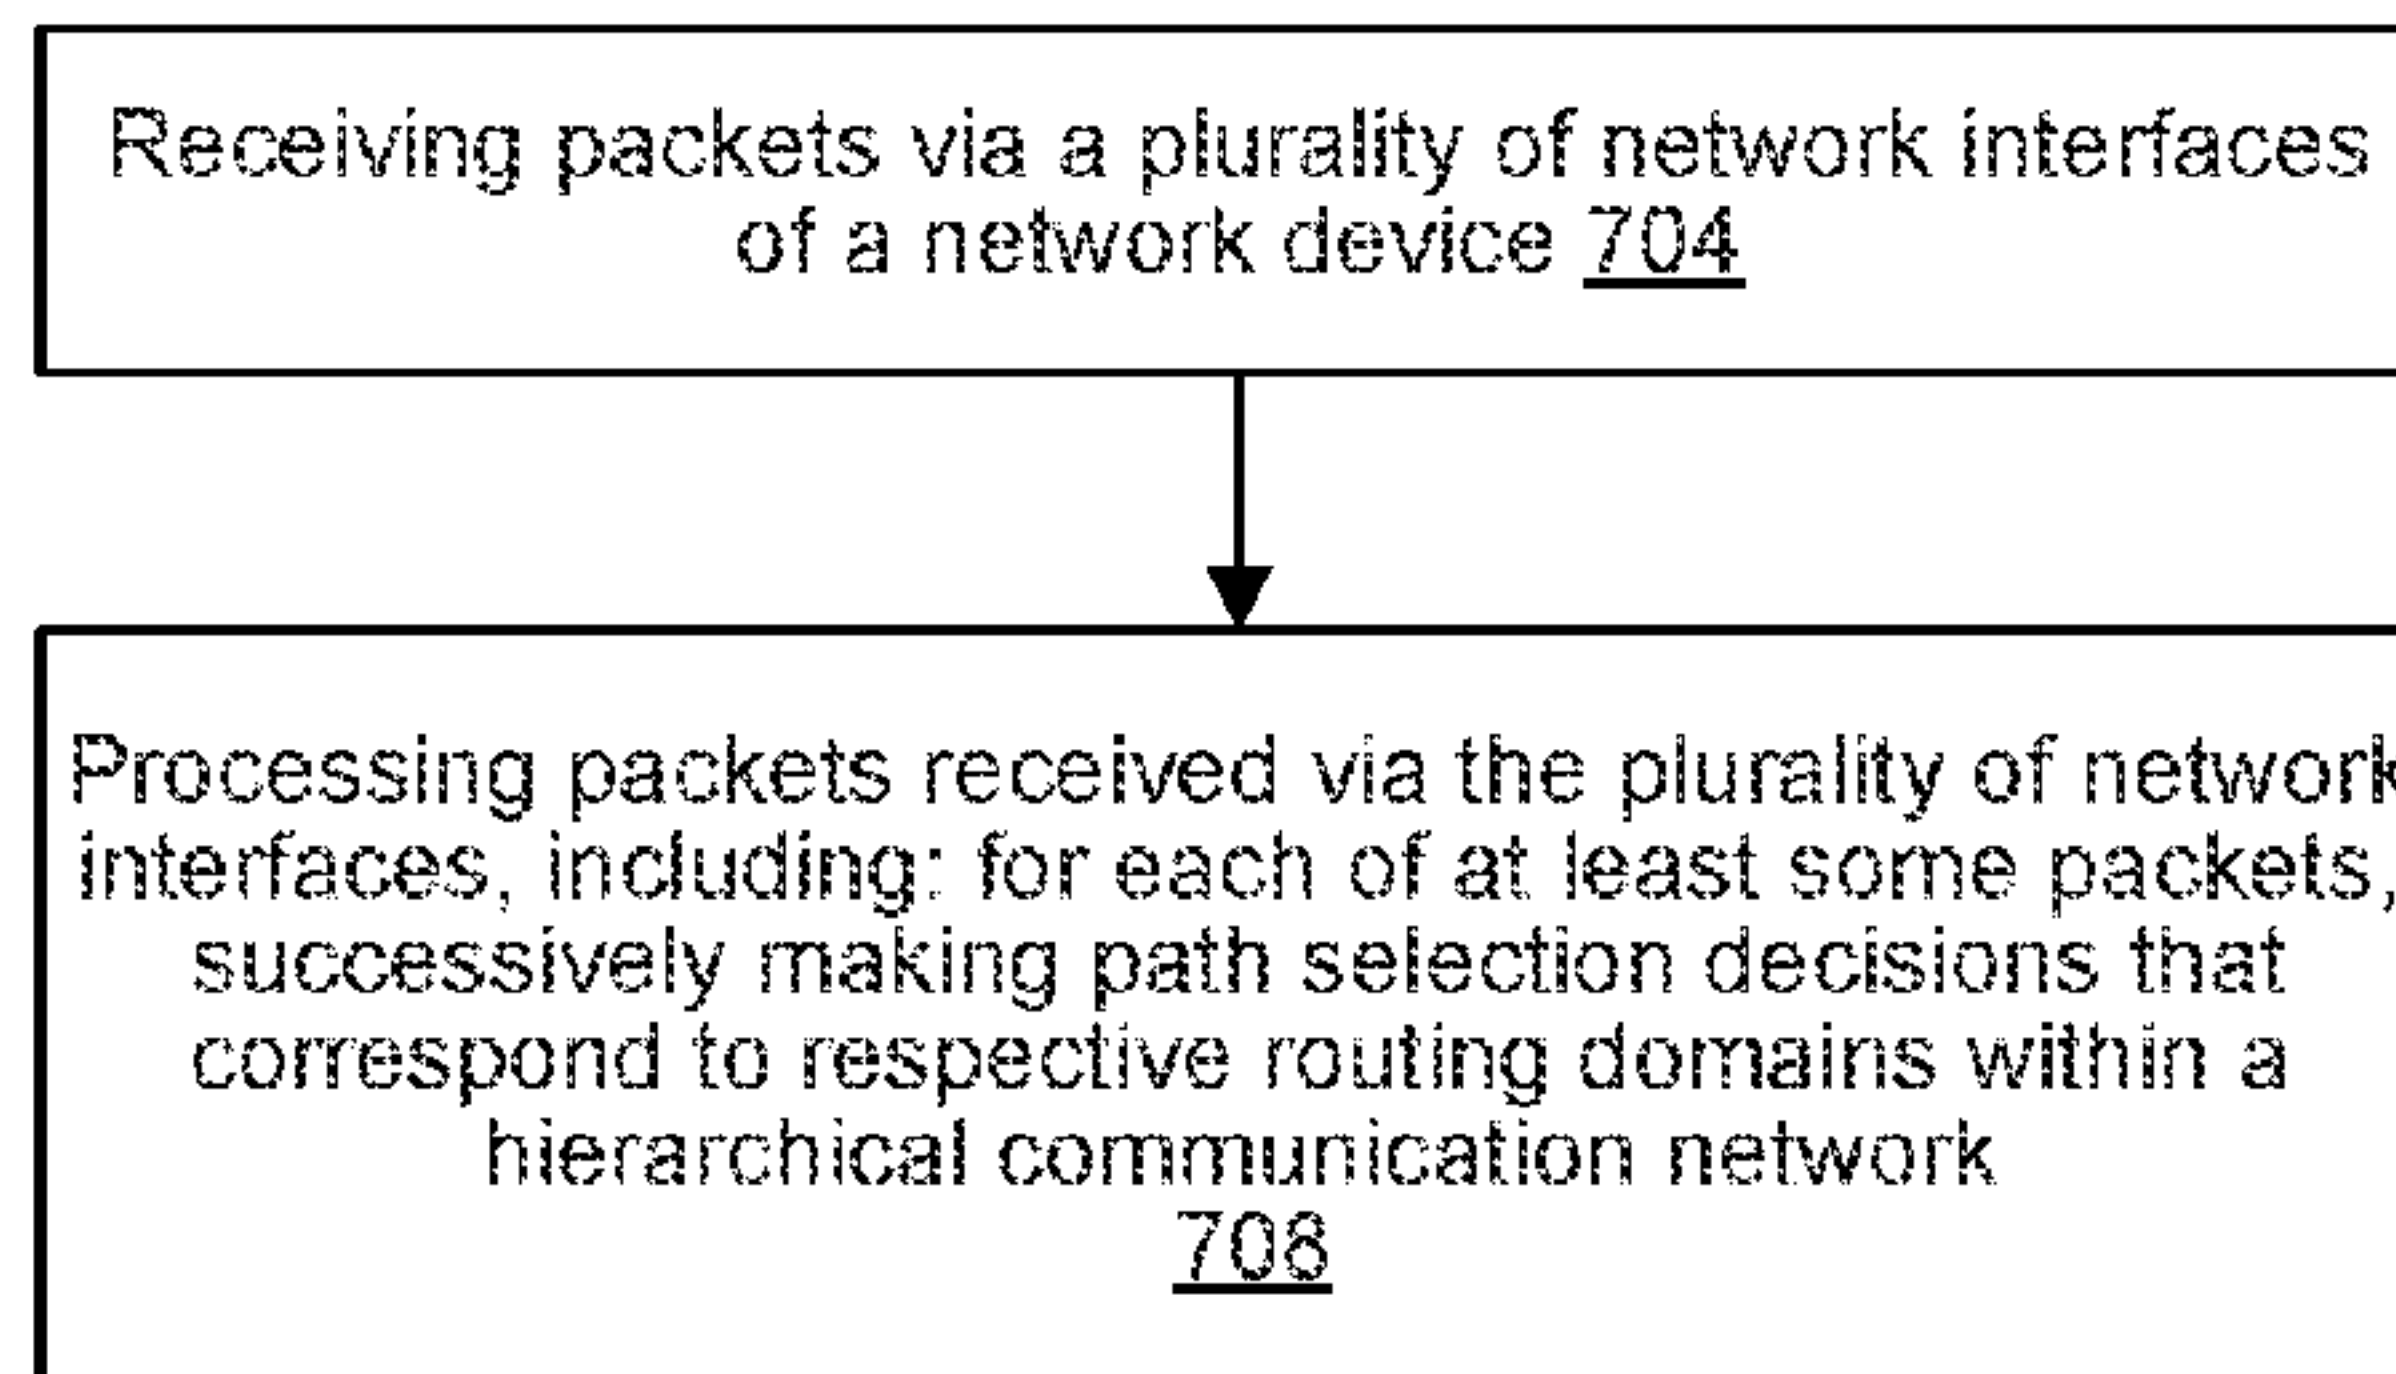 Receiving packets via a plurality of network interfaces
of a network device 704
Processing packets received via the plurality of network
interfaces, including: for each of at least some packets,
successively making path selection decisions that
correspond to respective routing domains within a
hierarchical communication network
708